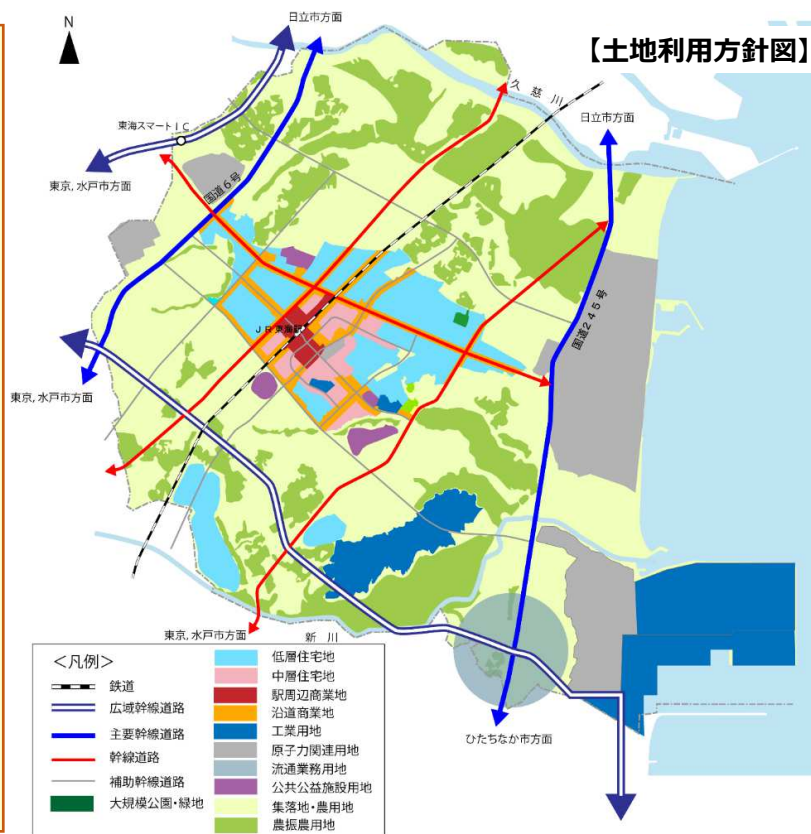 【土地利用方針図】
N
日立市方面
久慈川
東海スマートIC
日立市方面
東京,水戸市方面
国道6号
国道245号
JR東海駅
東京,水戸市方面
東京,水戸市方面
新川
ひたちなか市方面
<凡例>
鉄道
広域幹線道路
主要幹線道路
幹線道路
補助幹線道路
大規模公園・緑地
低層住宅地
中層住宅地
駅周辺商業地
沿道商業地
工業用地
原子力関連用地
流通業務用地
公共公益施設用地
集落地・農用地
農振農用地